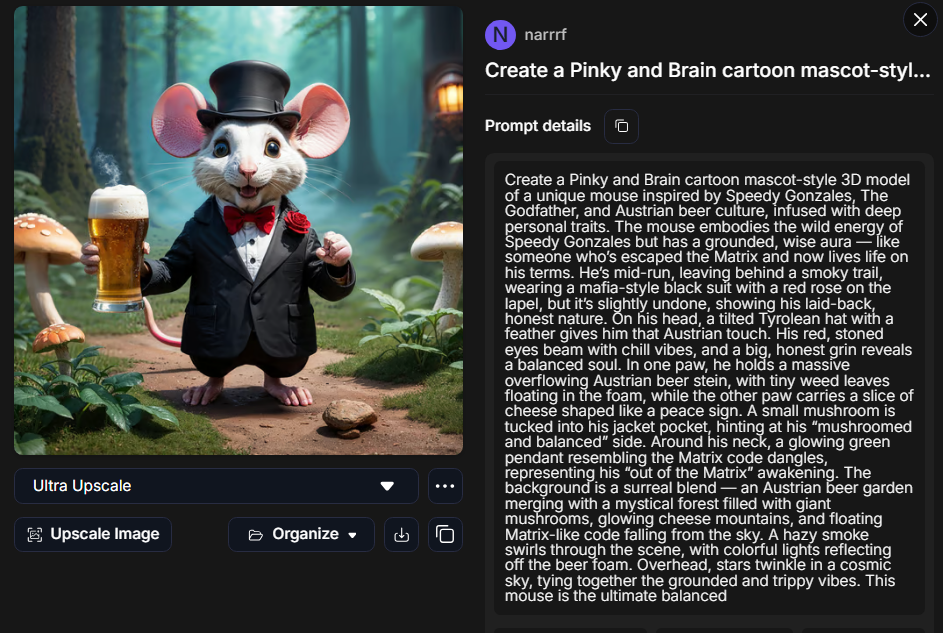 N narrrf
Create a Pinky and Brain cartoon mascot-styl...
Prompt details
Create a Pinky and Brain cartoon mascot-style 3D model
of a unique mouse inspired by Speedy Gonzales, The
Godfather, and Austrian beer culture, infused with deep
personal traits. The mouse embodies the wild energy of
Speedy Gonzales but has a grounded, wise aura — like
someone who's escaped the Matrix and now lives life on
his terms. He's mid-run, leaving behind a smoky trail,
wearing a mafia-style black suit with a red rose on the
lapel, but it's slightly undone, showing his laid-back,
honest nature. On his head, a tilted Tyrolean hat with a
feather gives him that Austrian touch. His red, stoned
eyes beam with chill vibes, and a big, honest grin reveals
a balanced soul. In one paw, he holds a massive
overflowing Austrian beer stein, with tiny weed leaves
floating in the foam, while the other paw carries a slice of
cheese shaped like a peace sign. A small mushroom is
tucked into his jacket pocket, hinting at his “mushroomed
and balanced” side. Around his neck, a glowing green
pendant resembling the Matrix code dangles,
representing his “out of the Matrix” awakening. The
background is a surreal blend — an Austrian beer garden
merging with a mystical forest filled with giant
mushrooms, glowing cheese mountains, and floating
Matrix-like code falling from the sky. A hazy smoke
swirls through the scene, with colorful lights reflecting
off the beer foam. Overhead, stars twinkle in a cosmic
sky, tying together the grounded and trippy vibes. This
mouse is the ultimate balanced
Ultra Upscale
Upscale Image
Organize